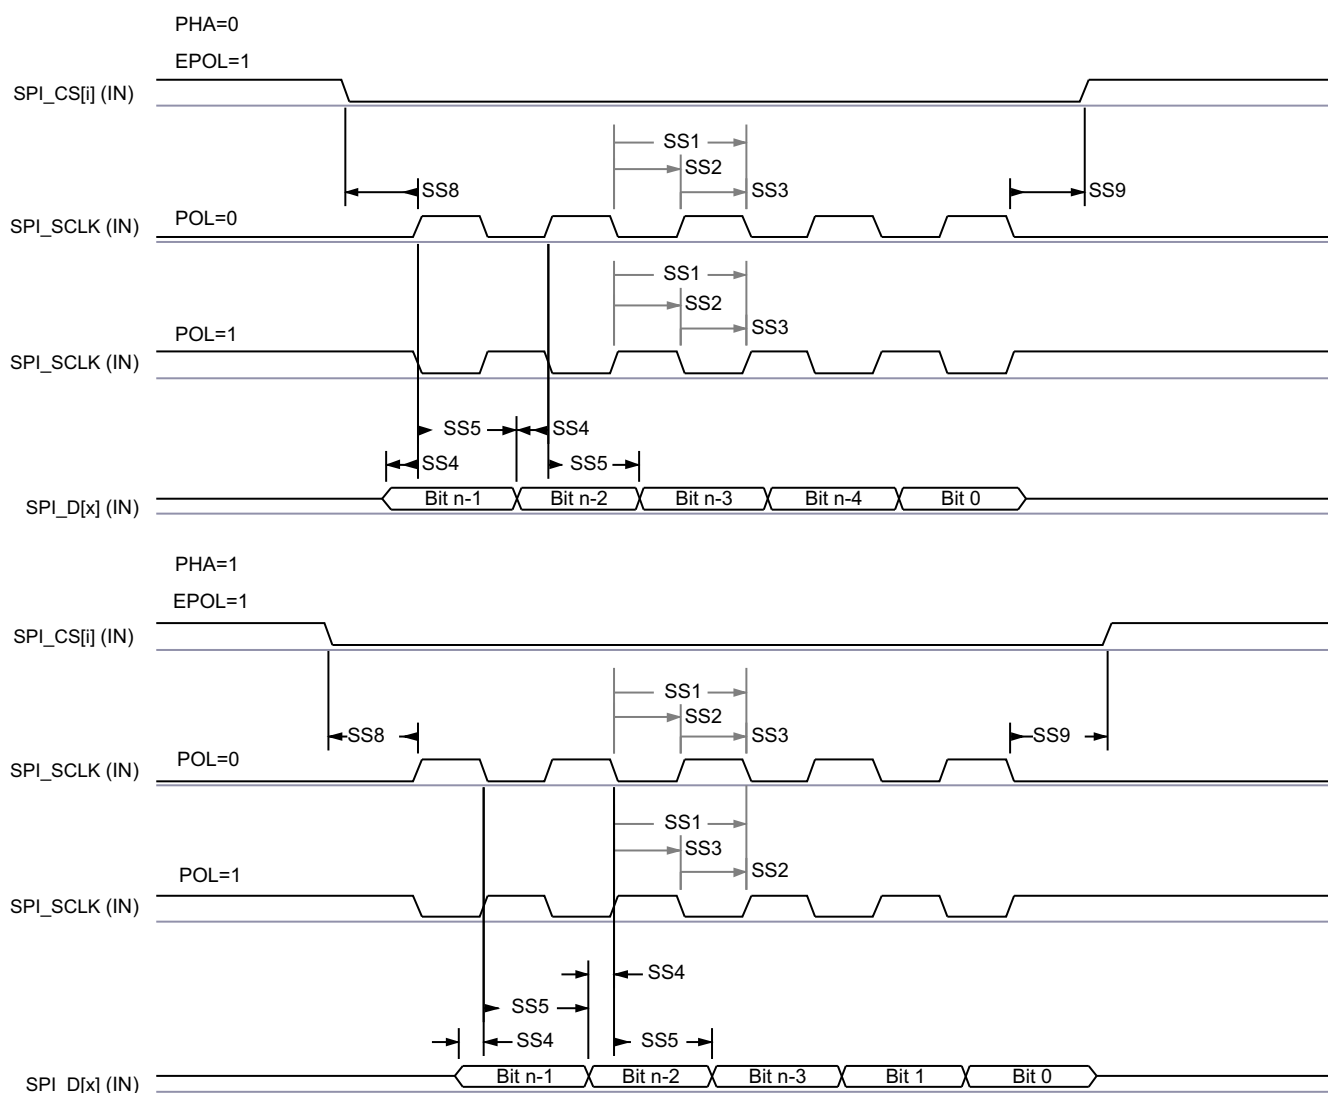 PHA=0
EPOL=1
SPI_CS[i] (IN)
SS1
SS2
SS8
SS3
SS9
POL=0
SPI_SCLK (IN)
SS1
SS2
SS3
POL=1
SPI_SCLK (IN)
SS5
SS4
SS4
SS5
Bit n-1
Bit n-2
Bit n-3
Bit n-4
Bit 0
SPI_D[x] (IN)
PHA=1
EPOL=1
SPI_CS[i] (IN)
SS1
SS2
SS8
SS3
SS9
POL=0
SPI_SCLK (IN)
SS1
SS3
SS2
POL=1
SPI_SCLK (IN)
SS4
SS5
SS4
SS5
Bit n-1
Bit n-2
Bit n-3
Bit 1
Bit 0
SPI_D[x] (IN)